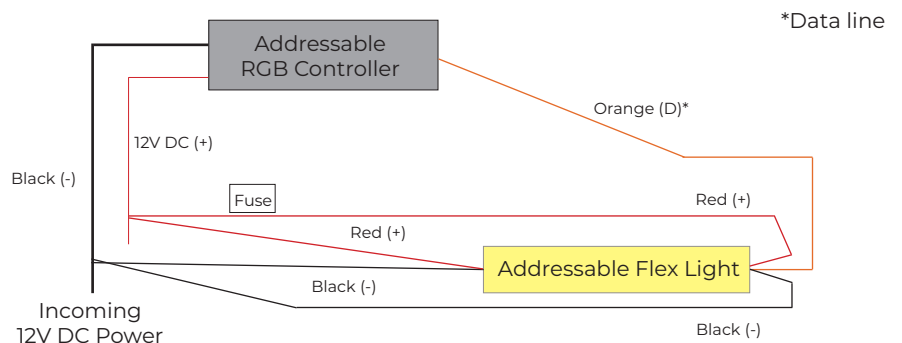 *Data line
Addressable
RGB Controller
Orange (D)*
12V DC (+)
Black (-)
Fuse
Red (+)
Red (+)
Addressable Flex Light
Black (-)
Incoming
12V DC Power
Black (-)